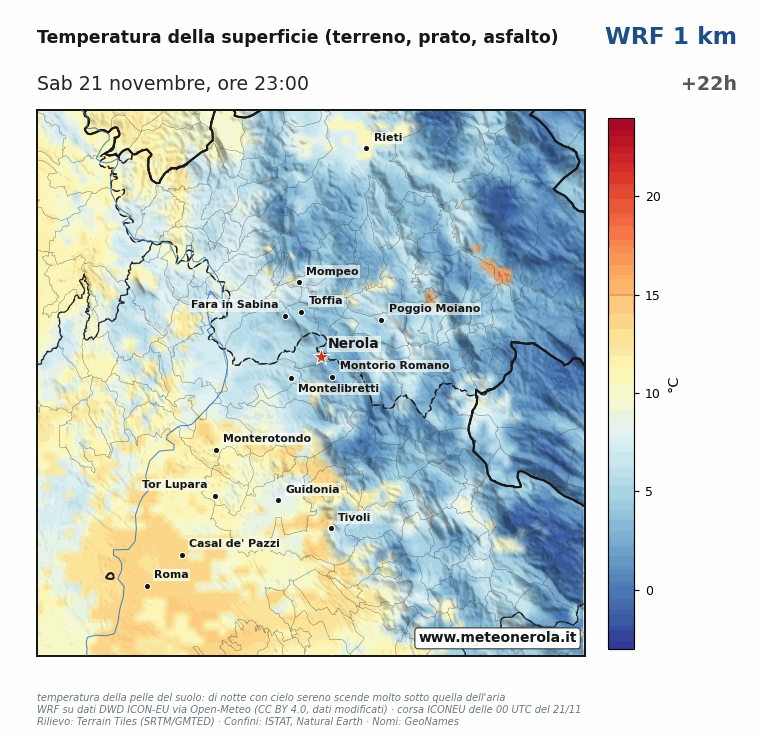 Temperatura della superficie (terreno, prato, asfalto)
WRF 1 km
Sab 21 novembre, ore 23:00
+22h
Rieti
Mompeo
Toffia
Fara in Sabina
Poggio Moiano
Nerola
Montorio Romano
Montelibretti
Monterotondo
Tor Lupara
Guidonia
Tivoli
Casal de' Pazzi
Roma
www.meteonerola.it
20
15
10
5
0
°C
temperatura della pelle del suolo: di notte con cielo sereno scende molto sotto quella dell'aria
WRF su dati DWD ICON-EU via Open-Meteo (CC BY 4.0, dati modificati) · corsa ICONEU delle 00 UTC del 21/11
Rilievo: Terrain Tiles (SRTM/GMTED) · Confini: ISTAT, Natural Earth · Nomi: GeoNames